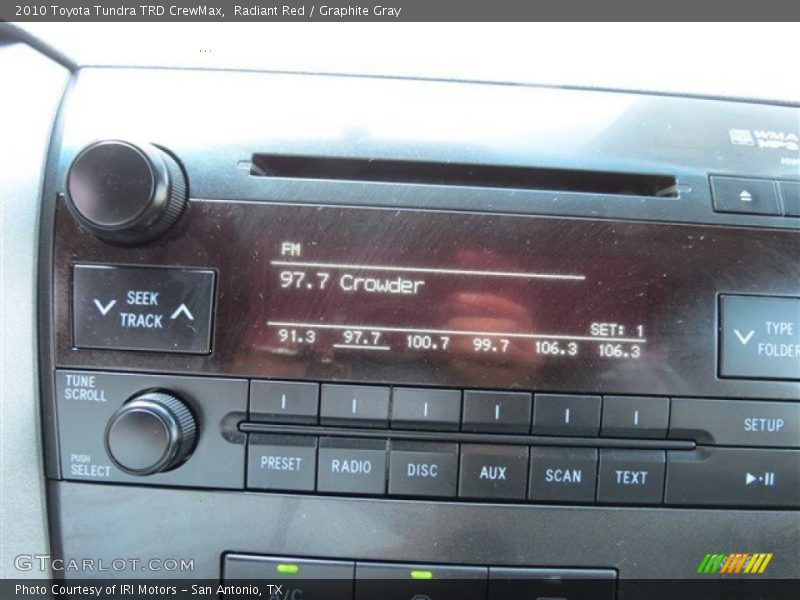 2010 Toyota Tundra TRD CrewMax, Radiant Red / Graphite Gray
WMA
MP3
FM
97.7 Crowder
SET: 1
91.3 97.7 100.7 99.7 106.3 106.3
SEEK
TRACK
TYPE
FOLDER
TUNE
SCROLL
PUSH
SELECT
SETUP
PRESET RADIO DISC AUX SCAN TEXT
A/C
GTCARLOT.COM
Photo Courtesy of IRI Motors - San Antonio, TX